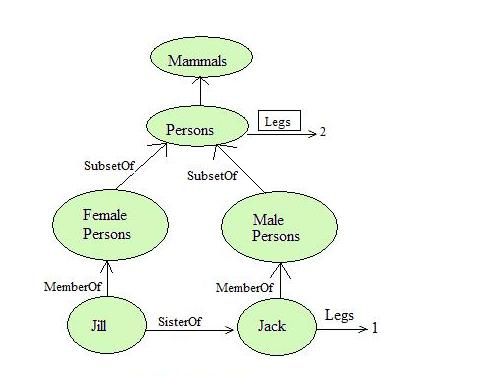 Mammals
Persons
Legs
2
SubsetOf
SubsetOf
Female
Persons
Male
Persons
MemberOf
MemberOf
Jill
SisterOf
Jack
Legs
1